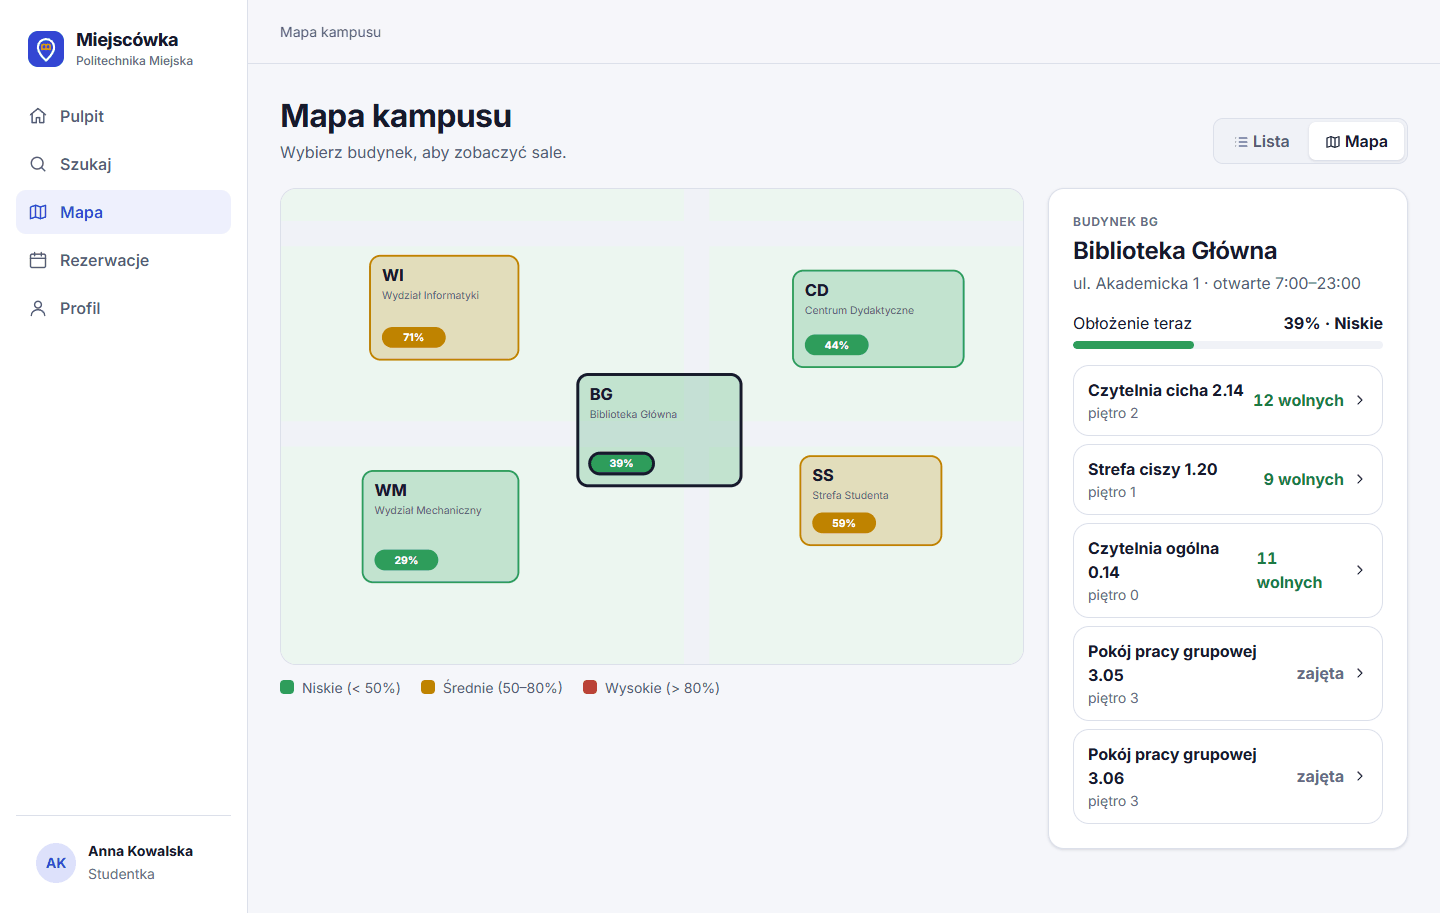 Miejscówka
Politechnika Miejska
Pulpit
Szukaj
Mapa
Rezerwacje
Profil
Anna Kowalska
AK
Studentka
Mapa kampusu
Mapa kampusu
Wybierz budynek, aby zobaczyć sale.
Lista
Mapa
WI
Wydział Informatyki
71%
CD
Centrum Dydaktyczne
44%
BG
Biblioteka Główna
39%
WM
Wydział Mechaniczny
29%
SS
Strefa Studenta
59%
Niskie (< 50%)
Średnie (50–80%)
Wysokie (> 80%)
BUDYNEK BG
Biblioteka Główna
ul. Akademicka 1 · otwarte 7:00–23:00
Obłożenie teraz
39% · Niskie
Czytelnia cicha 2.14
12 wolnych
piętro 2
Strefa ciszy 1.20
9 wolnych
piętro 1
Czytelnia ogólna
0.14
piętro 0
11
wolnych
Pokój pracy grupowej
3.05
piętro 3
zajęta
Pokój pracy grupowej
3.06
piętro 3
zajęta